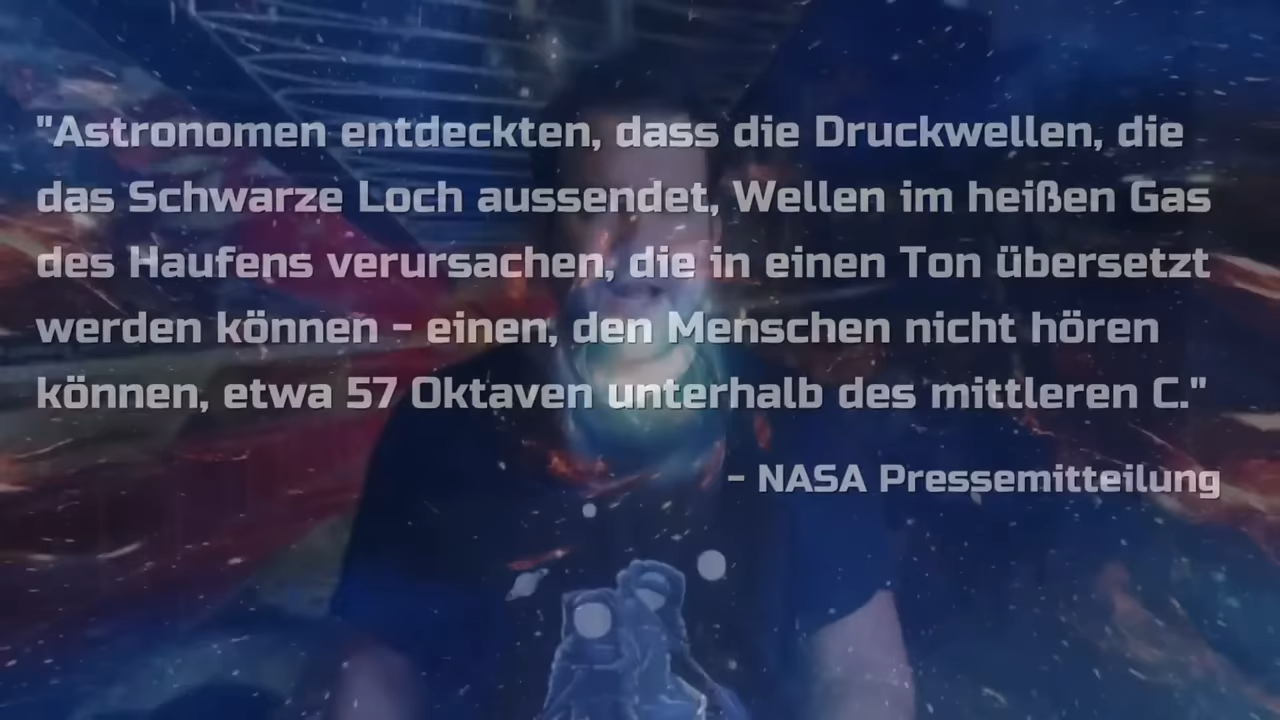 "Astronomen entdeckten, dass die Druckwellen, die
das Schwarze Loch aussendet, Wellen im heißen Gas
des Haufens verursachen, die in einen Ton übersetzt
werden können - einen, den Menschen nicht hören
können, etwa 57 Oktaven unterhalb des mittleren C."
- NASA Pressemitteilung